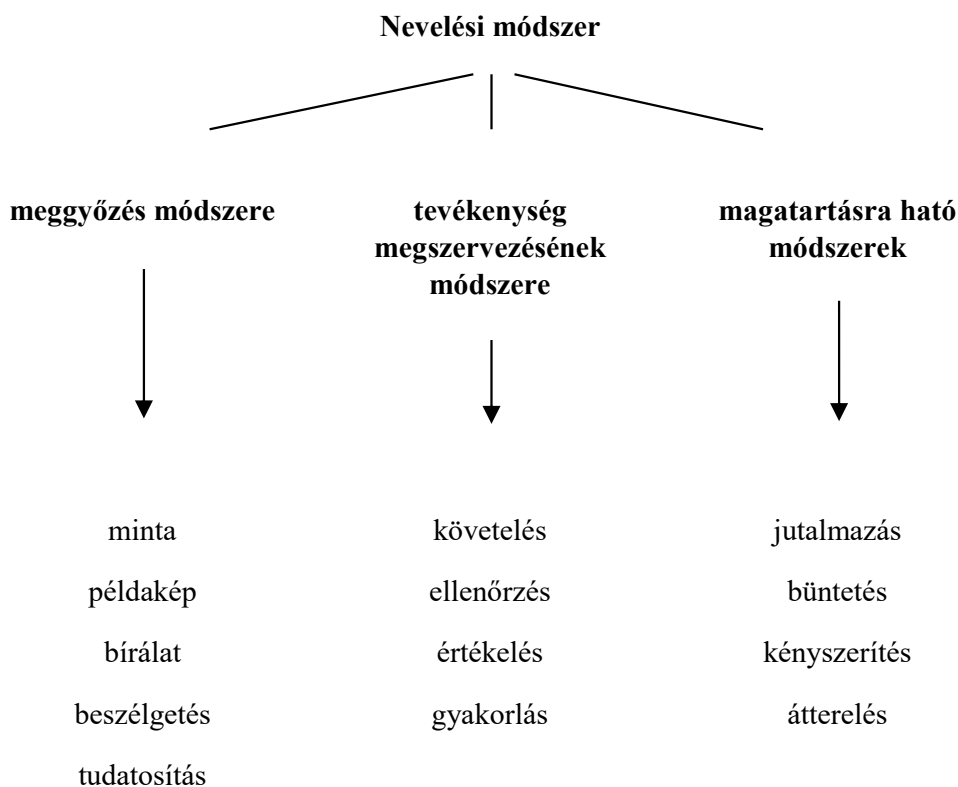 Nevelési módszer
meggyőzés módszere
tevékenység
megszervezésének
módszere
magatartásra ható
módszerek
minta
példakép
bírálat
beszélgetés
tudatosítás
követelés
ellenőrzés
értékelés
gyakorlás
jutalmazás
büntetés
kényszerítés
átterelés